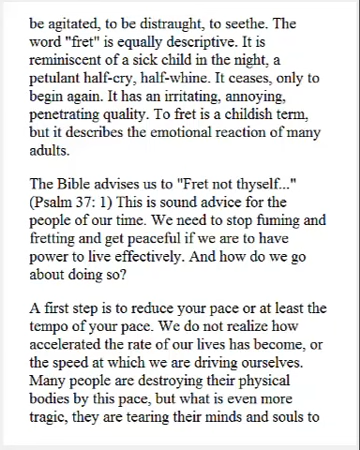 be agitated, to be distraught, to seethe. The
word "fret" is equally descriptive. It is
reminiscent of a sick child in the night, a
petulant half-cry, half-whine. It ceases, only to
begin again. It has an irritating, annoying,
penetrating quality. To fret is a childish term,
but it describes the emotional reaction of many
adults.
The Bible advises us to "Fret not thyself..."
(Psalm 37: 1) This is sound advice for the
people of our time. We need to stop fuming and
fretting and get peaceful if we are to have
power to live effectively. And how do we go
about doing so?
A first step is to reduce your pace or at least the
tempo of your pace. We do not realize how
accelerated the rate of our lives has become, or
the speed at which we are driving ourselves.
Many people are destroying their physical
bodies by this pace, but what is even more
tragic, they are tearing their minds and souls to